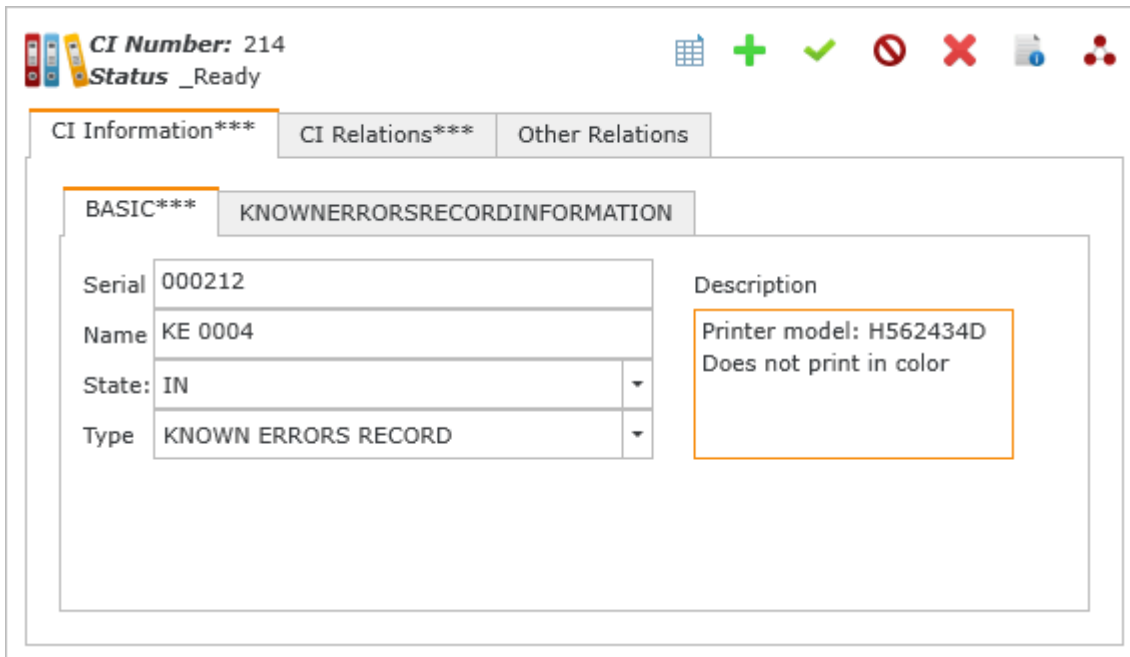 CI Number: 214
Status _Ready
CI Information*** CI Relations*** Other Relations
BASIC*** KNOWNERRORSRECORDINFORMATION
Serial 000212
Name KE 0004
State: IN
Type KNOWN ERRORS RECORD
Description
Printer model: H562434D
Does not print in color